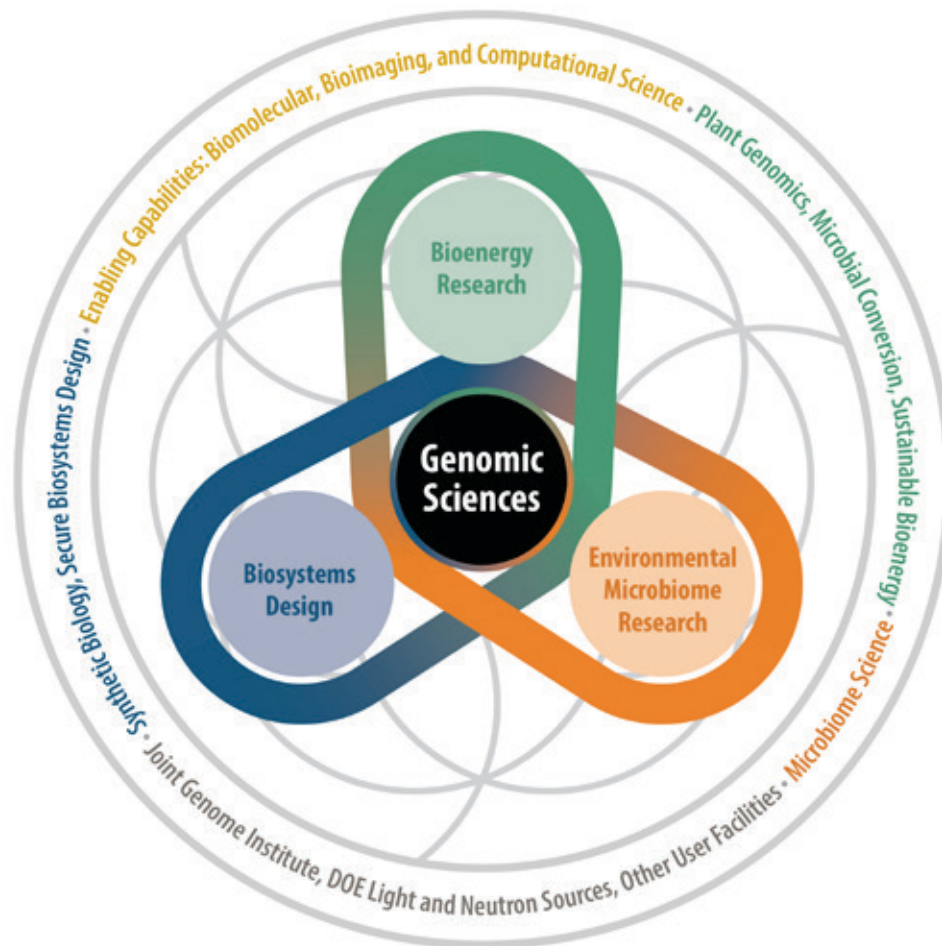 Enabling Capabilities: Biomolecular, Bioimaging, and Computational Science •
Plant Genomics, Microbial Conversion, Sustainable Bioenergy •
Microbiome Science •
Joint Genome Institute, DOE Light and Neutron Sources, Other User Facilities •
Synthetic Biology, Secure Biosystems Design •
Bioenergy
Research
Genomic
Sciences
Biosystems
Design
Environmental
Microbiome
Research